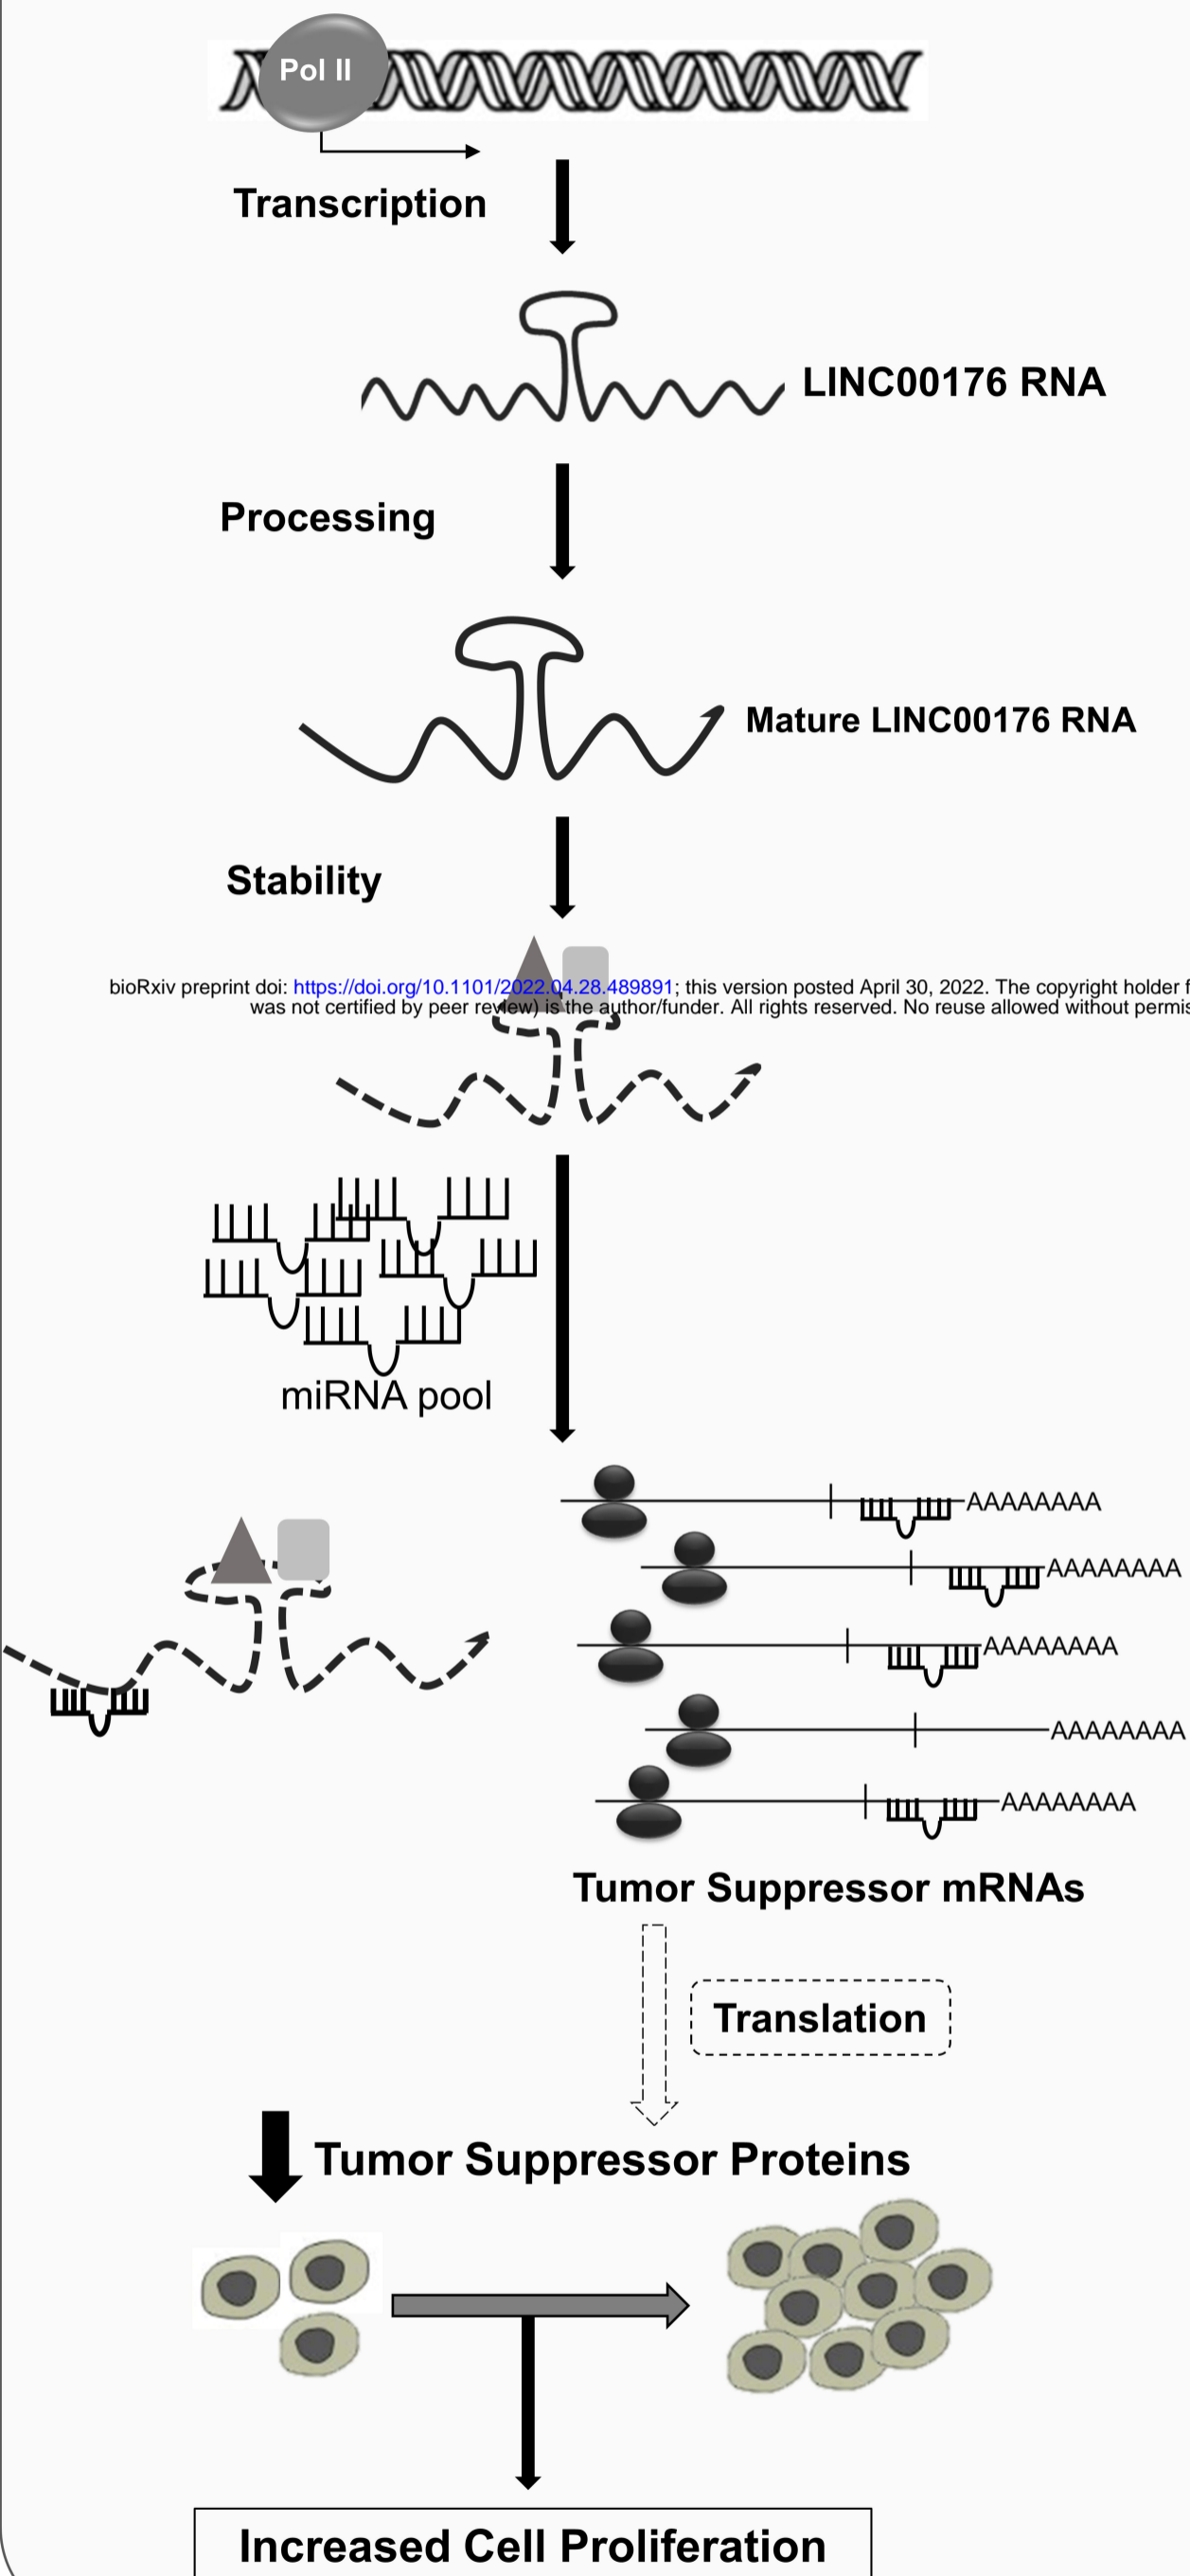 Pol II
Transcription
LINC00176 RNA
Processing
Mature LINC00176 RNA
Stability
bioRxiv preprint doi: https://doi.org/10.1101/2022.04.28.489891; this version posted April 30, 2022. The copyright holder f
was not certified by peer review) is the author/funder. All rights reserved. No reuse allowed without permis
miRNA pool
AAAAAAAA
AAAAAAAA
AAAAAAAA
AAAAAAAA
AAAAAAAA
Tumor Suppressor mRNAs
Translation
Tumor Suppressor Proteins
Increased Cell Proliferation